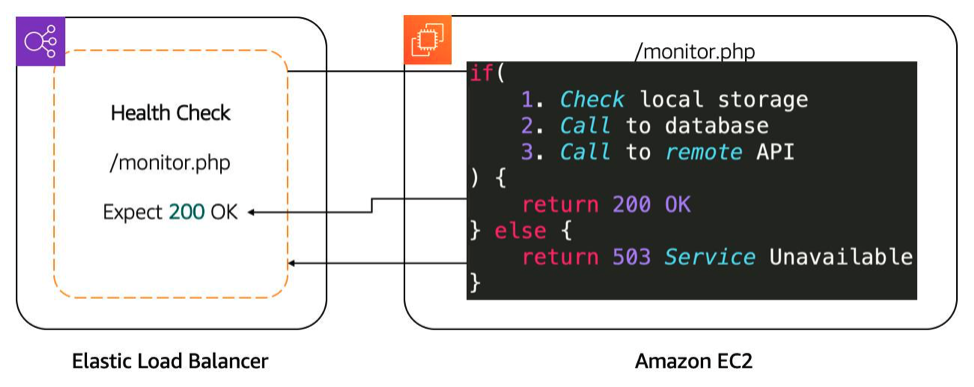 Health Check
/monitor.php
Expect 200 OK
Elastic Load Balancer
/monitor.php
if(
1. Check local storage
2. Call to database
3. Call to remote API
) {
return 200 OK
} else {
return 503 Service Unavailable
}
Amazon EC2